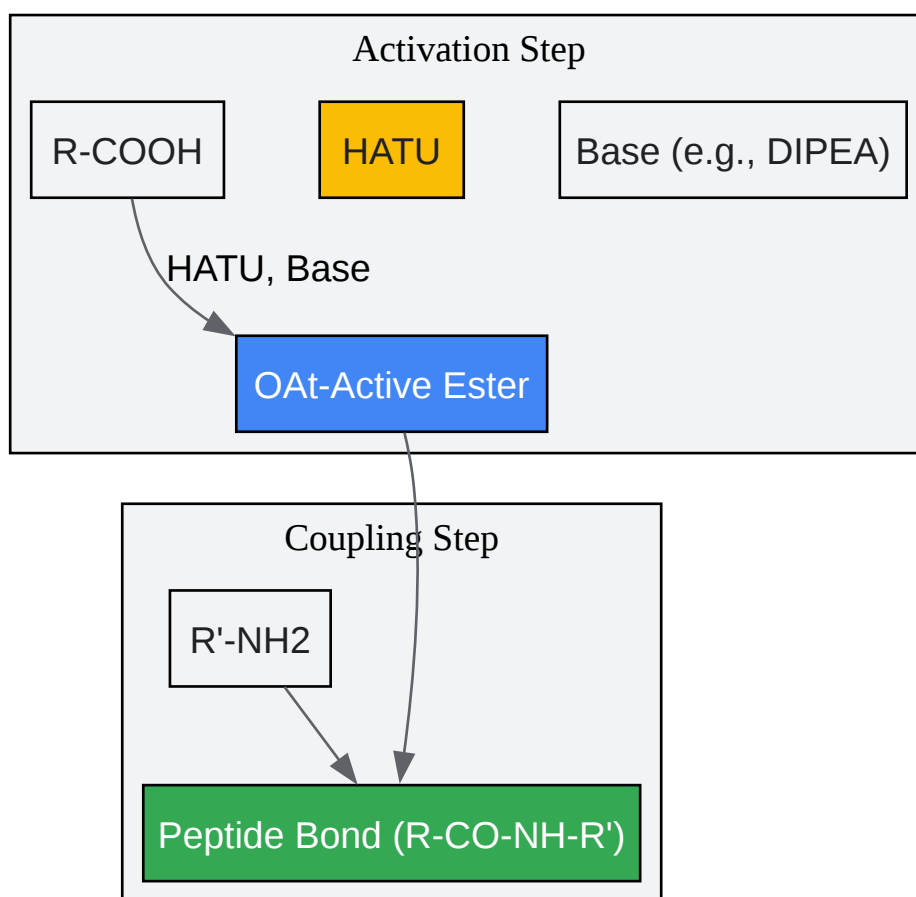 Activation Step
R-COOH
HATU
Base (e.g., DIPEA)
HATU, Base
OAt-Active Ester
Coupling Step
R'-NH2
Peptide Bond (R-CO-NH-R')